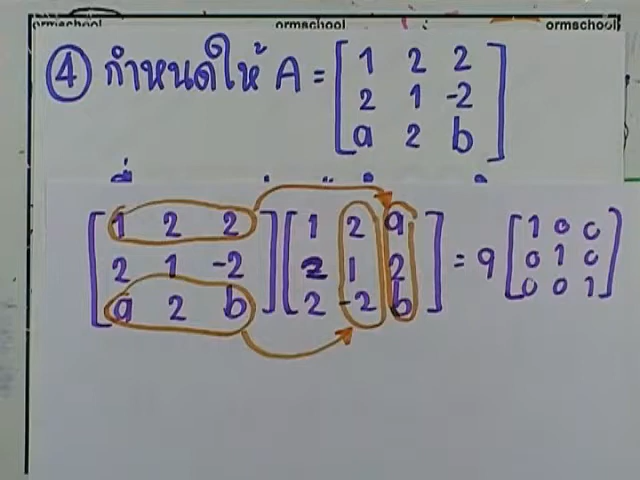 ormschool ormschool ormschool
④ กำหนดให้ A = [ 1 2 2
2 1 -2
a 2 b ]
[ 1 2 2 ] [ 1 2 a ] = 9 [ 1 0 0 ]
[ 2 1 -2 ] [ 2 1 2 ] [ 0 1 0 ]
[ a 2 b ] [ 2 -2 b ] [ 0 0 1 ]